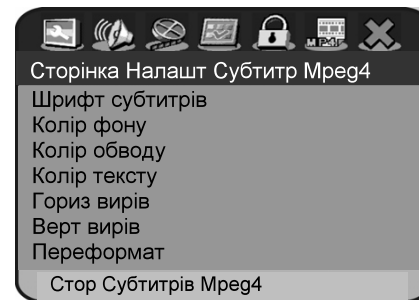 MP4F
Сторінка Налашт Субтитр Mpeg4
Шрифт субтитрів
Колір фону
Колір обводу
Колір тексту
Гориз вирів
Верт вирів
Переформат
Стор Субтитрів Mpeg4